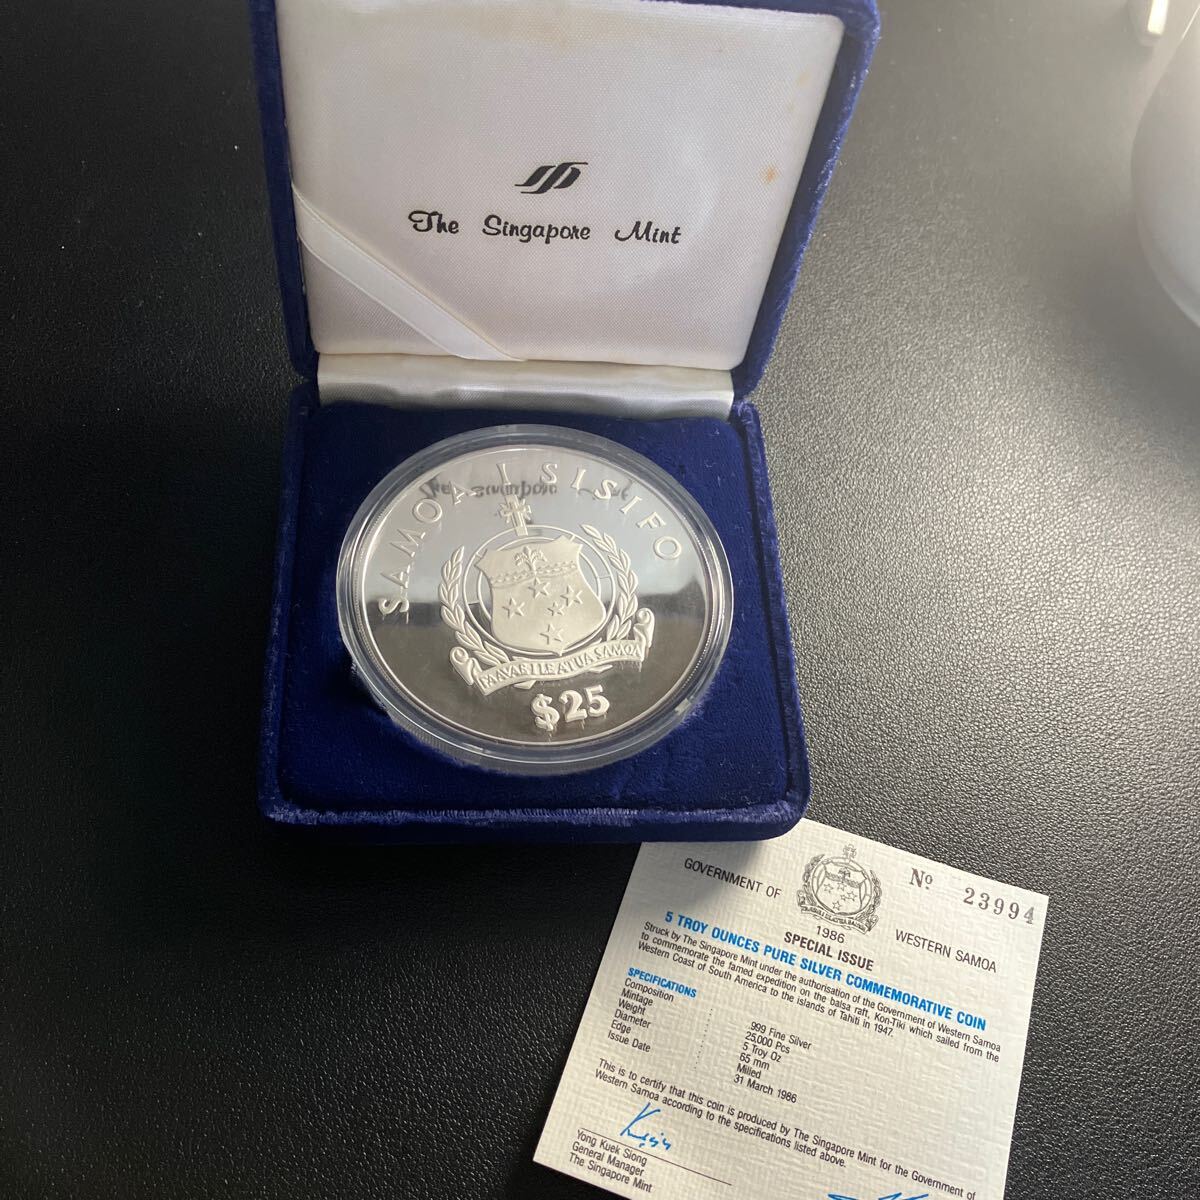 The Singapore Mint
SAMOA I SISIFO
FAAVAE I LE ATUA SAMOA
$25
GOVERNMENT OF
WESTERN SAMOA
Nº 23994
1986
SPECIAL ISSUE
5 TROY OUNCES PURE SILVER COMMEMORATIVE COIN
Struck by The Singapore Mint under the authorisation of the Government of Western Samoa
to commemorate the famed expedition on the balsa raft, Kon-Tiki which sailed from the
Western Coast of South America to the islands of Tahiti in 1947.
SPECIFICATIONS
Composition : 999 Fine Silver
Mintage : 25,000 Pcs
Weight : 5 Troy Oz
Diameter : 65 mm
Edge : Milled
Issue Date : 31 March 1986
This is to certify that this coin is produced by The Singapore Mint for the Government of
Western Samoa according to the specifications listed above.
Yong Kuek Siong
General Manager
The Singapore Mint